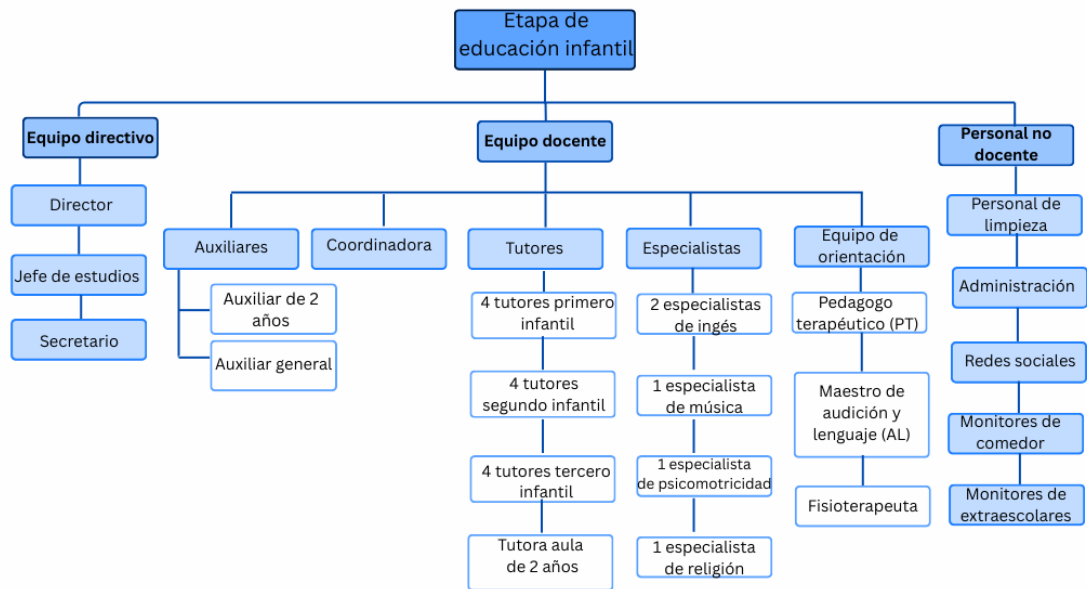 Etapa de
educación infantil
Equipo directivo
Director
Jefe de estudios
Secretario
Equipo docente
Auxiliares
Auxiliar de 2
años
Auxiliar general
Coordinadora
Tutores
4 tutores primero
infantil
4 tutores
segundo infantil
4 tutores tercero
infantil
Tutora aula
de 2 años
Especialistas
2 especialistas
de ingés
1 especialista
de música
1 especialista
de psicomotricidad
1 especialista
de religión
Equipo de
orientación
Pedagogo
terapéutico (PT)
Maestro de
audición y
lenguaje (AL)
Fisioterapeuta
Personal no
docente
Personal de
limpieza
Administración
Redes sociales
Monitores de
comedor
Monitores de
extraescolares